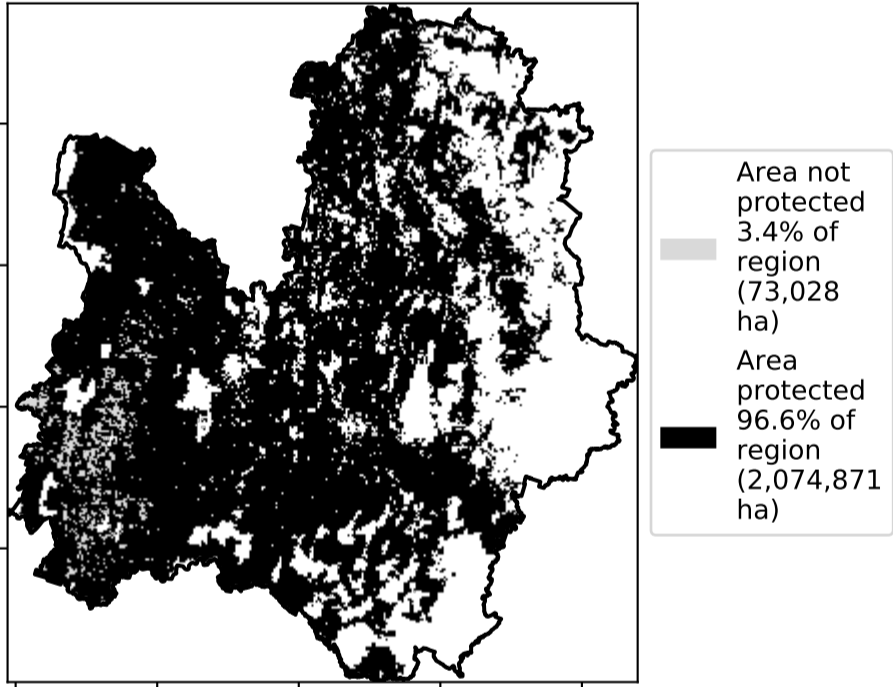 Area not
protected
3.4% of
region
(73,028
ha)
Area
protected
96.6% of
region
(2,074,871
ha)